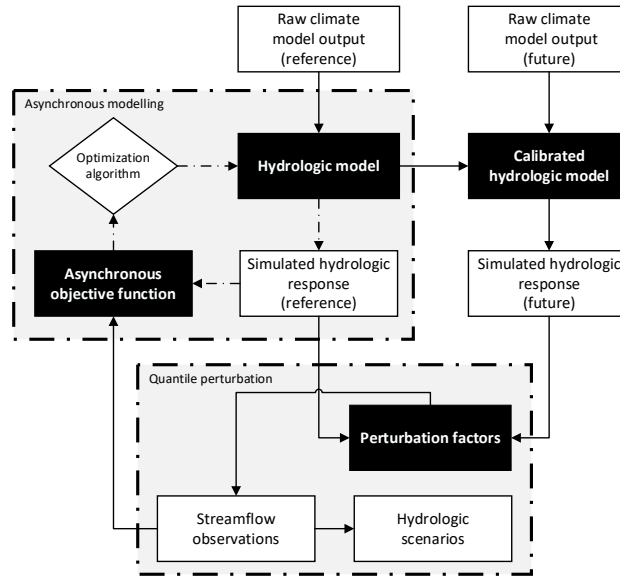 Raw climate
model output
(reference)
Raw climate
model output
(future)
Asynchronous modelling
Optimization
algorithm
Hydrologic model
Calibrated
hydrologic model
Asynchronous
objective function
Simulated hydrologic
response
(reference)
Simulated hydrologic
response
(future)
Quantile perturbation
Perturbation factors
Streamflow
observations
Hydrologic
scenarios